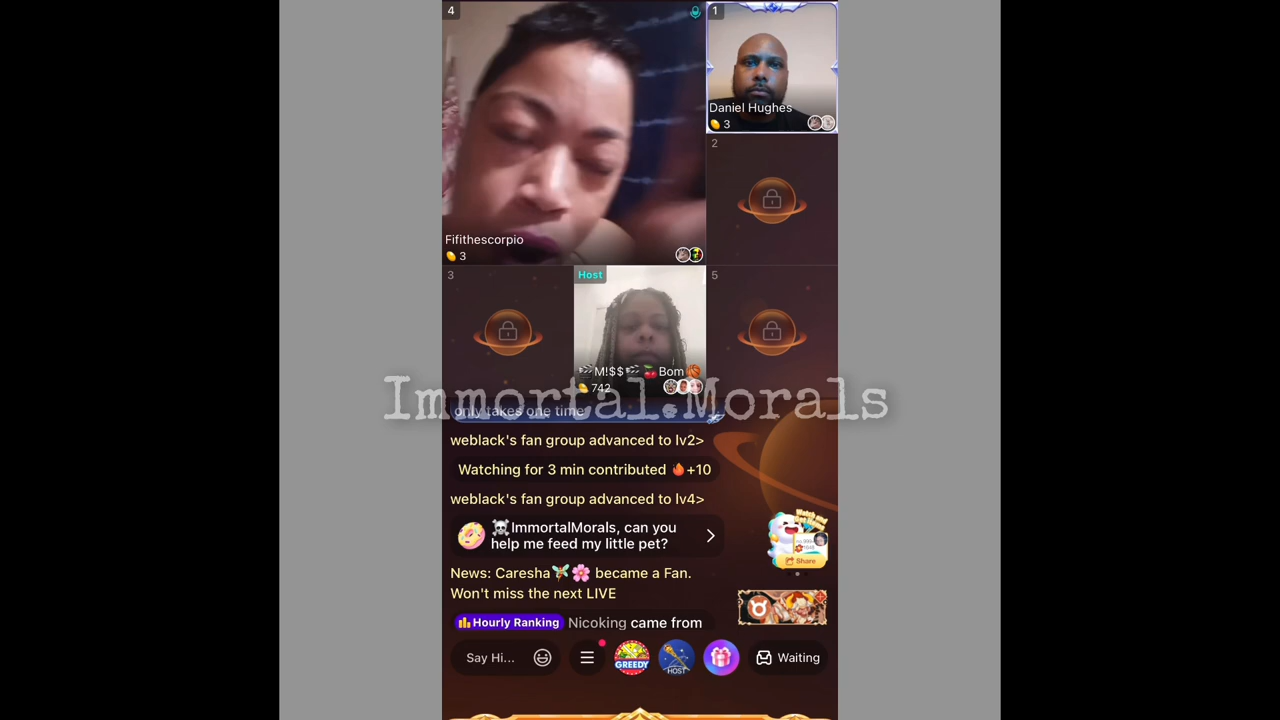 4
1
Daniel Hughes
3
2
Fifithescorpio
3
3
Host
5
M!$$ Bom
742
Immortal.Morals
only takes one time
weblack's fan group advanced to lv2>
Watching for 3 min contributed 🔥+10
weblack's fan group advanced to lv4>
☠️ImmortalMorals, can you
help me feed my little pet?
Share
News: Caresha🧚🌸 became a Fan.
Won't miss the next LIVE
Hourly Ranking Nicoking came from
Say Hi...
GREEDY
HOST
Waiting